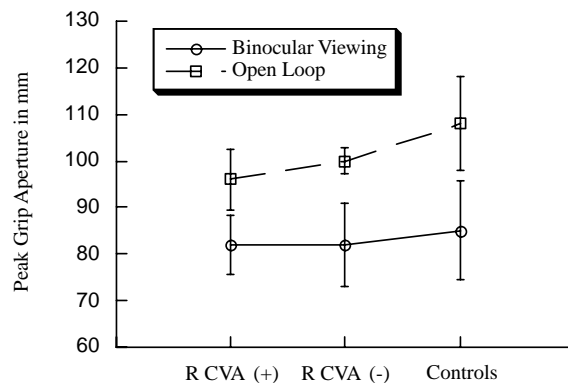 130
120
110
100
90
80
70
60
Peak Grip Aperture in mm
Binocular Viewing
- Open Loop
R CVA (+)
R CVA (-)
Controls